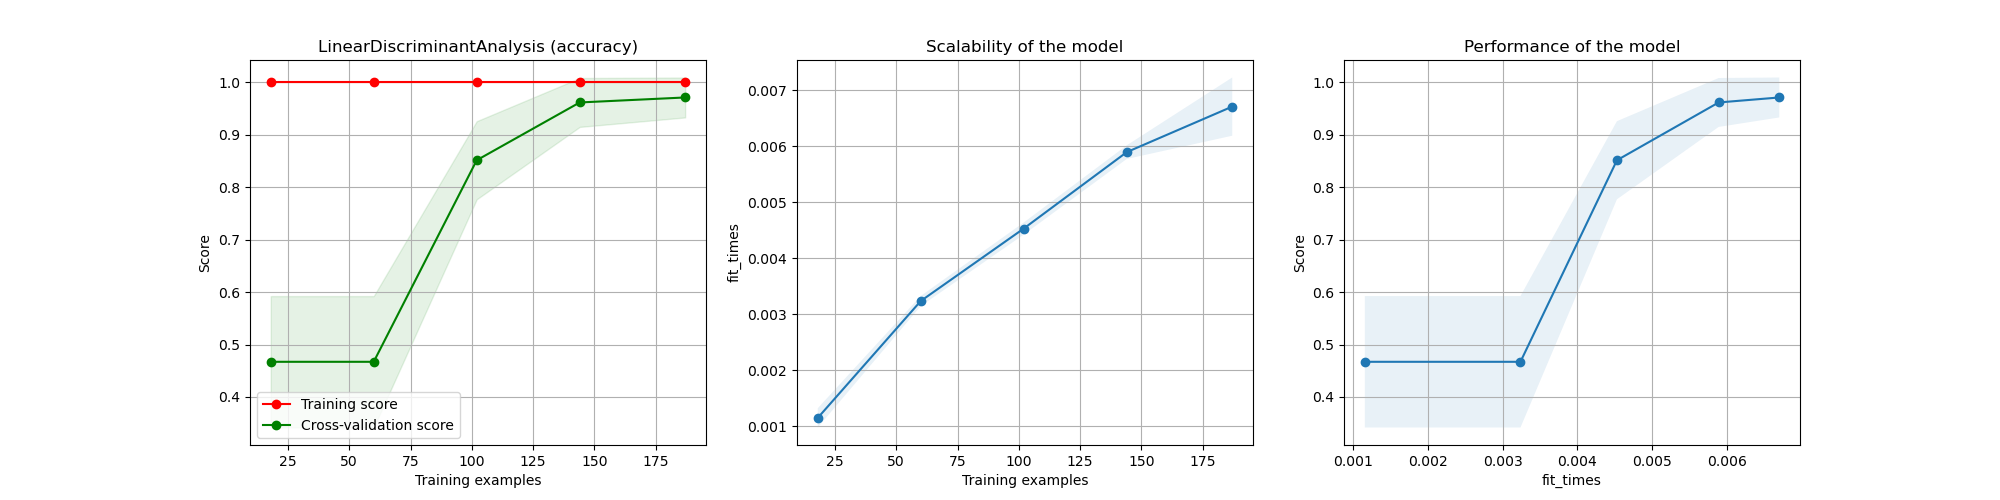 LinearDiscriminantAnalysis (accuracy)
1.0
0.9
0.8
0.7
0.6
0.5
0.4
Score
Training score
Cross-validation score
25 50 75 100 125 150 175
Training examples
Scalability of the model
0.007
0.006
0.005
0.004
0.003
0.002
0.001
fit_times
25 50 75 100 125 150 175
Training examples
Performance of the model
1.0
0.9
0.8
0.7
0.6
0.5
0.4
Score
0.001 0.002 0.003 0.004 0.005 0.006
fit_times